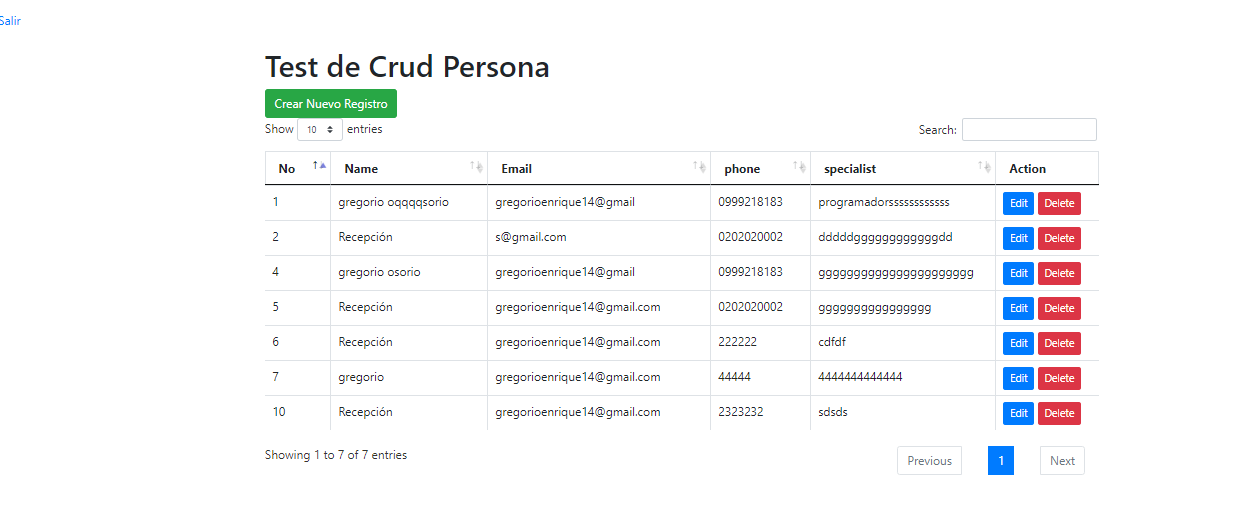 Salir
Test de Crud Persona
Crear Nuevo Registro
Show 10 entries Search:
No Name Email phone specialist Action
1 gregorio oqqqqsorio gregorioenrique14@gmail 0999218183 programadorssssssssssss Edit Delete
2 Recepción s@gmail.com 0202020002 dddddggggggggggggdd Edit Delete
4 gregorio osorio gregorioenrique14@gmail 0999218183 gggggggggggggggggggggg Edit Delete
5 Recepción gregorioenrique14@gmail.com 0202020002 gggggggggggggggg Edit Delete
6 Recepción gregorioenrique14@gmail.com 222222 cdfdf Edit Delete
7 gregorio gregorioenrique14@gmail.com 44444 4444444444444 Edit Delete
10 Recepción gregorioenrique14@gmail.com 2323232 sdsds Edit Delete
Showing 1 to 7 of 7 entries Previous 1 Next